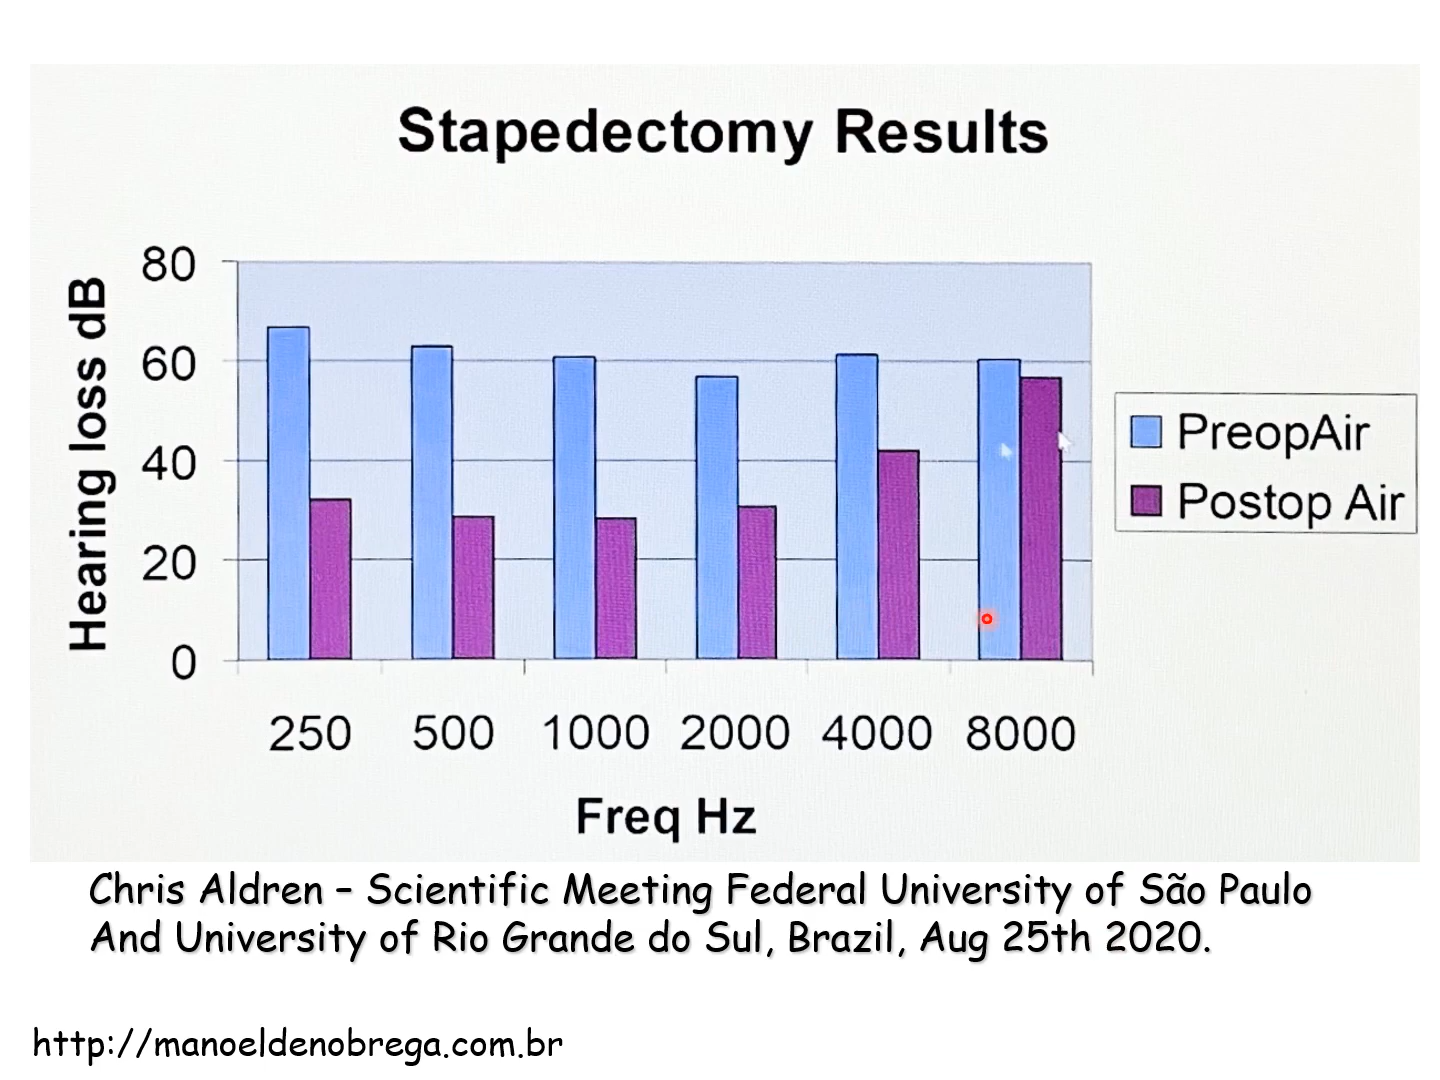 Stapedectomy Results
Hearing loss dB
80
60
40
20
0
250 500 1000 2000 4000 8000
Freq Hz
PreopAir
Postop Air
Chris Aldren – Scientific Meeting Federal University of São Paulo
And University of Rio Grande do Sul, Brazil, Aug 25th 2020.
http://manoeldenobrega.com.br